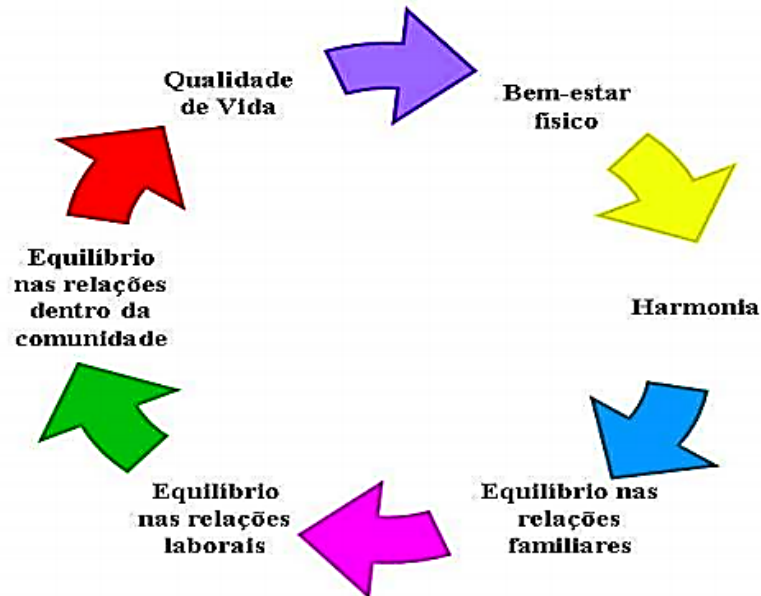 Qualidade
de Vida
Bem-estar
físico
Harmonia
Equilíbrio nas
relações
familiares
Equilíbrio
nas relações
laborais
Equilíbrio
nas relações
dentro da
comunidade